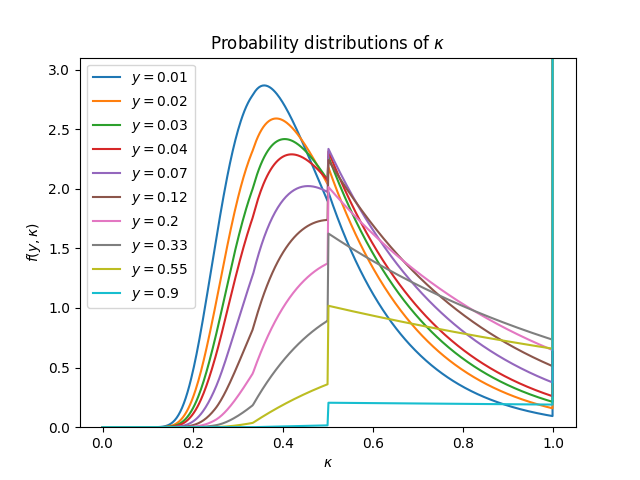 Probability distributions of κ
3.0
2.5
2.0
1.5
1.0
0.5
0.0
f(y, κ)
y = 0.01
y = 0.02
y = 0.03
y = 0.04
y = 0.07
y = 0.12
y = 0.2
y = 0.33
y = 0.55
y = 0.9
0.0 0.2 0.4 0.6 0.8 1.0
κ